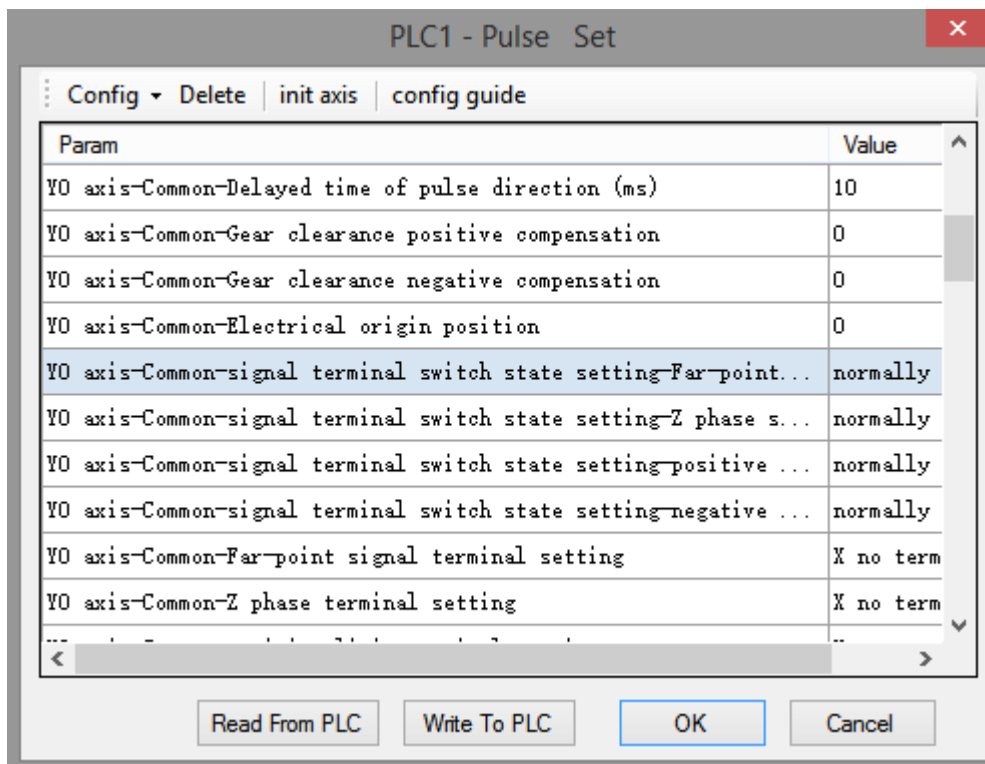 PLC1 - Pulse Set
Config Delete init axis config guide
Param Value
Y0 axis-Common-Delayed time of pulse direction (ms) 10
Y0 axis-Common-Gear clearance positive compensation 0
Y0 axis-Common-Gear clearance negative compensation 0
Y0 axis-Common-Electrical origin position 0
Y0 axis-Common-signal terminal switch state setting-Far-point... normally
Y0 axis-Common-signal terminal switch state setting-Z phase s... normally
Y0 axis-Common-signal terminal switch state setting-positive ... normally
Y0 axis-Common-signal terminal switch state setting-negative ... normally
Y0 axis-Common-Far-point signal terminal setting X no term
Y0 axis-Common-Z phase terminal setting X no term
Read From PLC Write To PLC OK Cancel